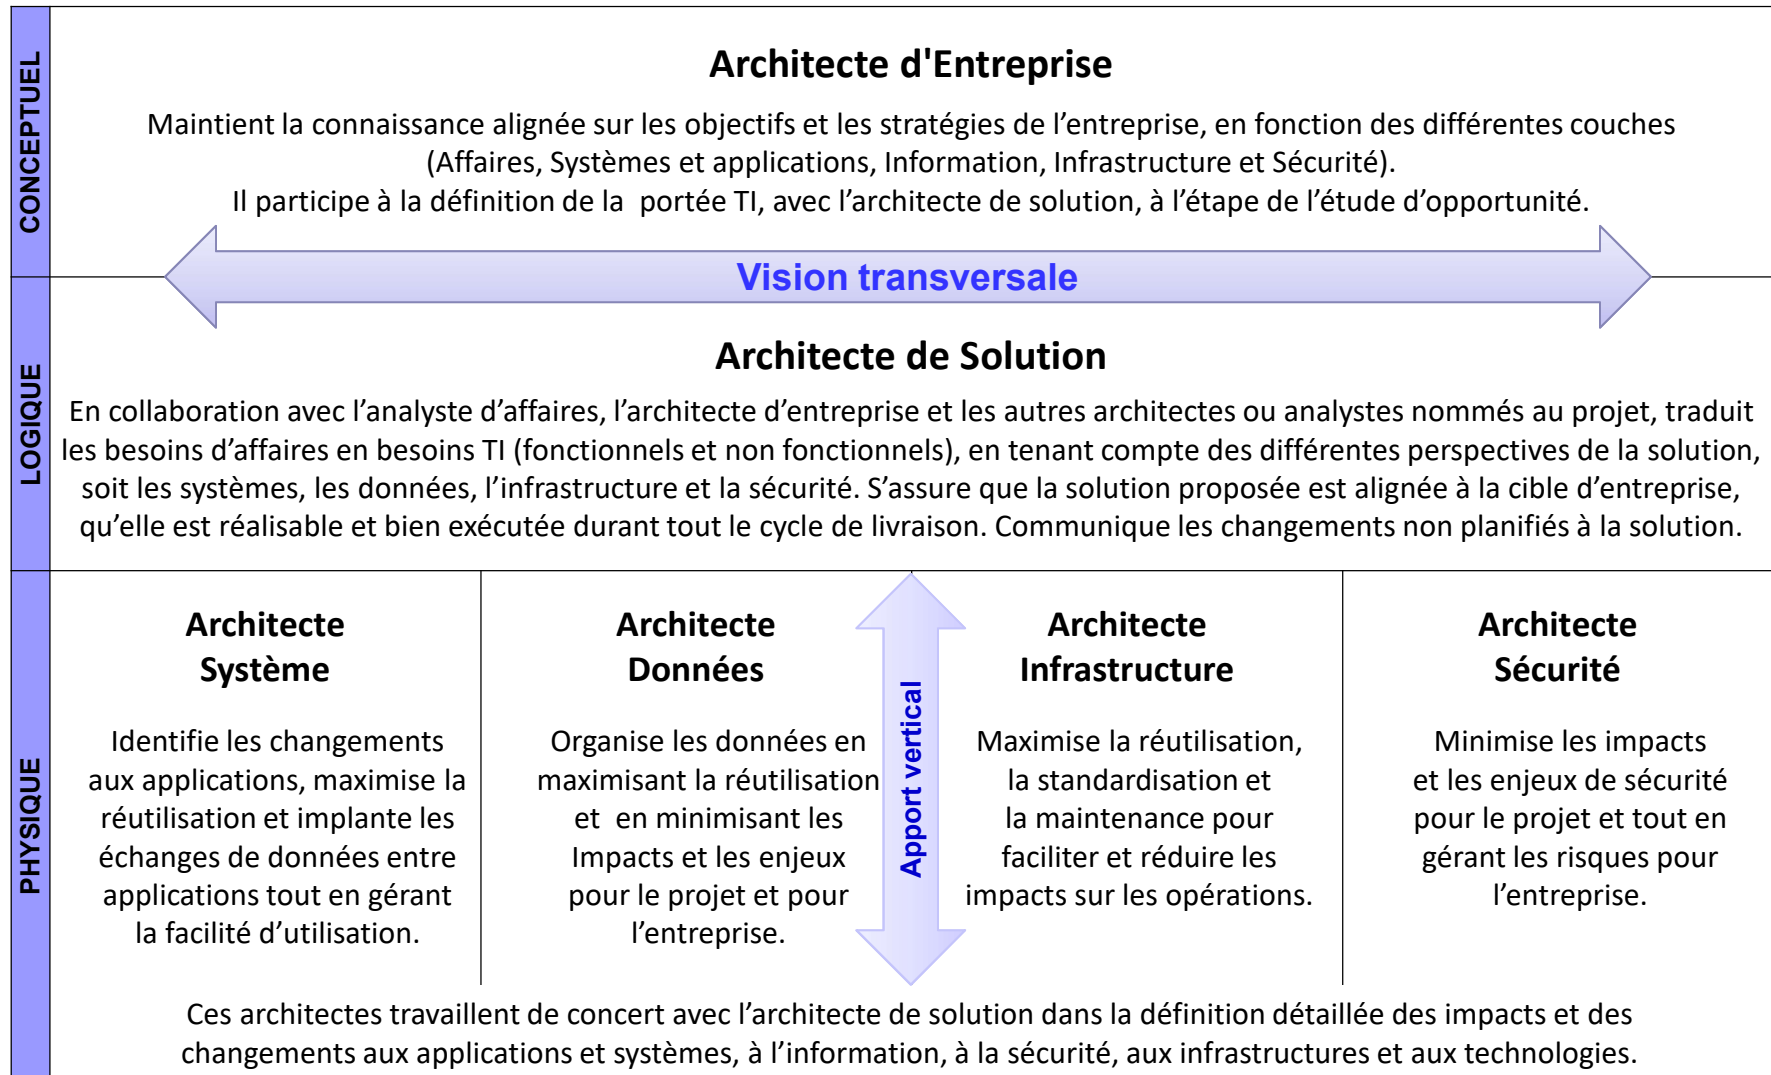 CONCEPTUEL
Architecte d'Entreprise
Maintient la connaissance alignée sur les objectifs et les stratégies de l’entreprise, en fonction des différentes couches
(Affaires, Systèmes et applications, Information, Infrastructure et Sécurité).
Il participe à la définition de la  portée TI, avec l’architecte de solution, à l’étape de l’étude d’opportunité.
Vision transversale
LOGIQUE
Architecte de Solution
En collaboration avec l’analyste d’affaires, l’architecte d’entreprise et les autres architectes ou analystes nommés au projet, traduit
les besoins d’affaires en besoins TI (fonctionnels et non fonctionnels), en tenant compte des différentes perspectives de la solution,
soit les systèmes, les données, l’infrastructure et la sécurité. S’assure que la solution proposée est alignée à la cible d’entreprise,
qu’elle est réalisable et bien exécutée durant tout le cycle de livraison. Communique les changements non planifiés à la solution.
PHYSIQUE
Architecte
Système
Identifie les changements
aux applications, maximise la
réutilisation et implante les
échanges de données entre
applications tout en gérant
la facilité d’utilisation.
Architecte
Données
Organise les données en
maximisant la réutilisation
et  en minimisant les
Impacts et les enjeux
pour le projet et pour
l’entreprise.
Apport vertical
Architecte
Infrastructure
Maximise la réutilisation,
la standardisation et
la maintenance pour
faciliter et réduire les
impacts sur les opérations.
Architecte
Sécurité
Minimise les impacts
et les enjeux de sécurité
pour le projet et tout en
gérant les risques pour
l’entreprise.
Ces architectes travaillent de concert avec l’architecte de solution dans la définition détaillée des impacts et des
changements aux applications et systèmes, à l’information, à la sécurité, aux infrastructures et aux technologies.